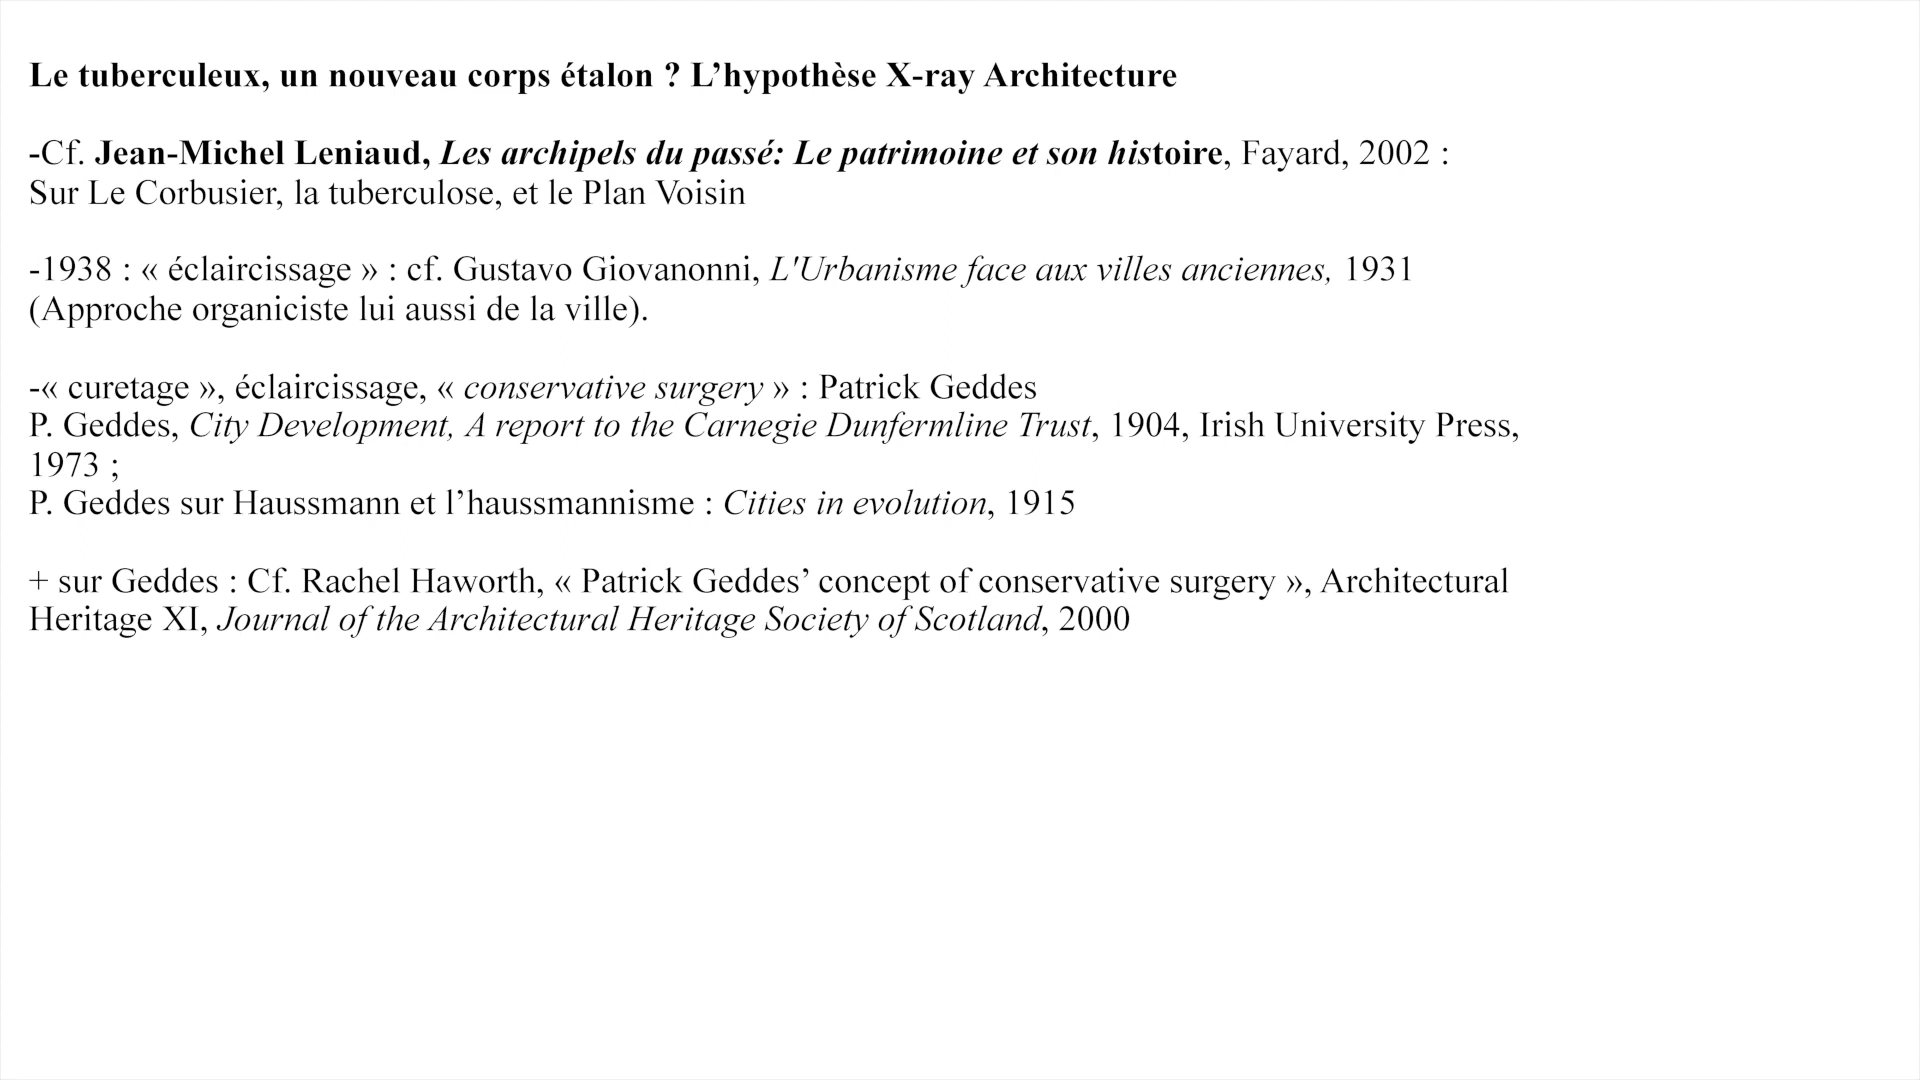 Le tuberculeux, un nouveau corps étalon ? L’hypothèse X-ray Architecture
-Cf. Jean-Michel Leniaud, Les archipels du passé: Le patrimoine et son histoire, Fayard, 2002 :
Sur Le Corbusier, la tuberculose, et le Plan Voisin
-1938 : « éclaircissage » : cf. Gustavo Giovanonni, L'Urbanisme face aux villes anciennes, 1931
(Approche organiciste lui aussi de la ville).
-« curetage », éclaircissage, « conservative surgery » : Patrick Geddes
P. Geddes, City Development, A report to the Carnegie Dunfermline Trust, 1904, Irish University Press,
1973 ;
P. Geddes sur Haussmann et l’haussmannisme : Cities in evolution, 1915
+ sur Geddes : Cf. Rachel Haworth, « Patrick Geddes’ concept of conservative surgery », Architectural
Heritage XI, Journal of the Architectural Heritage Society of Scotland, 2000